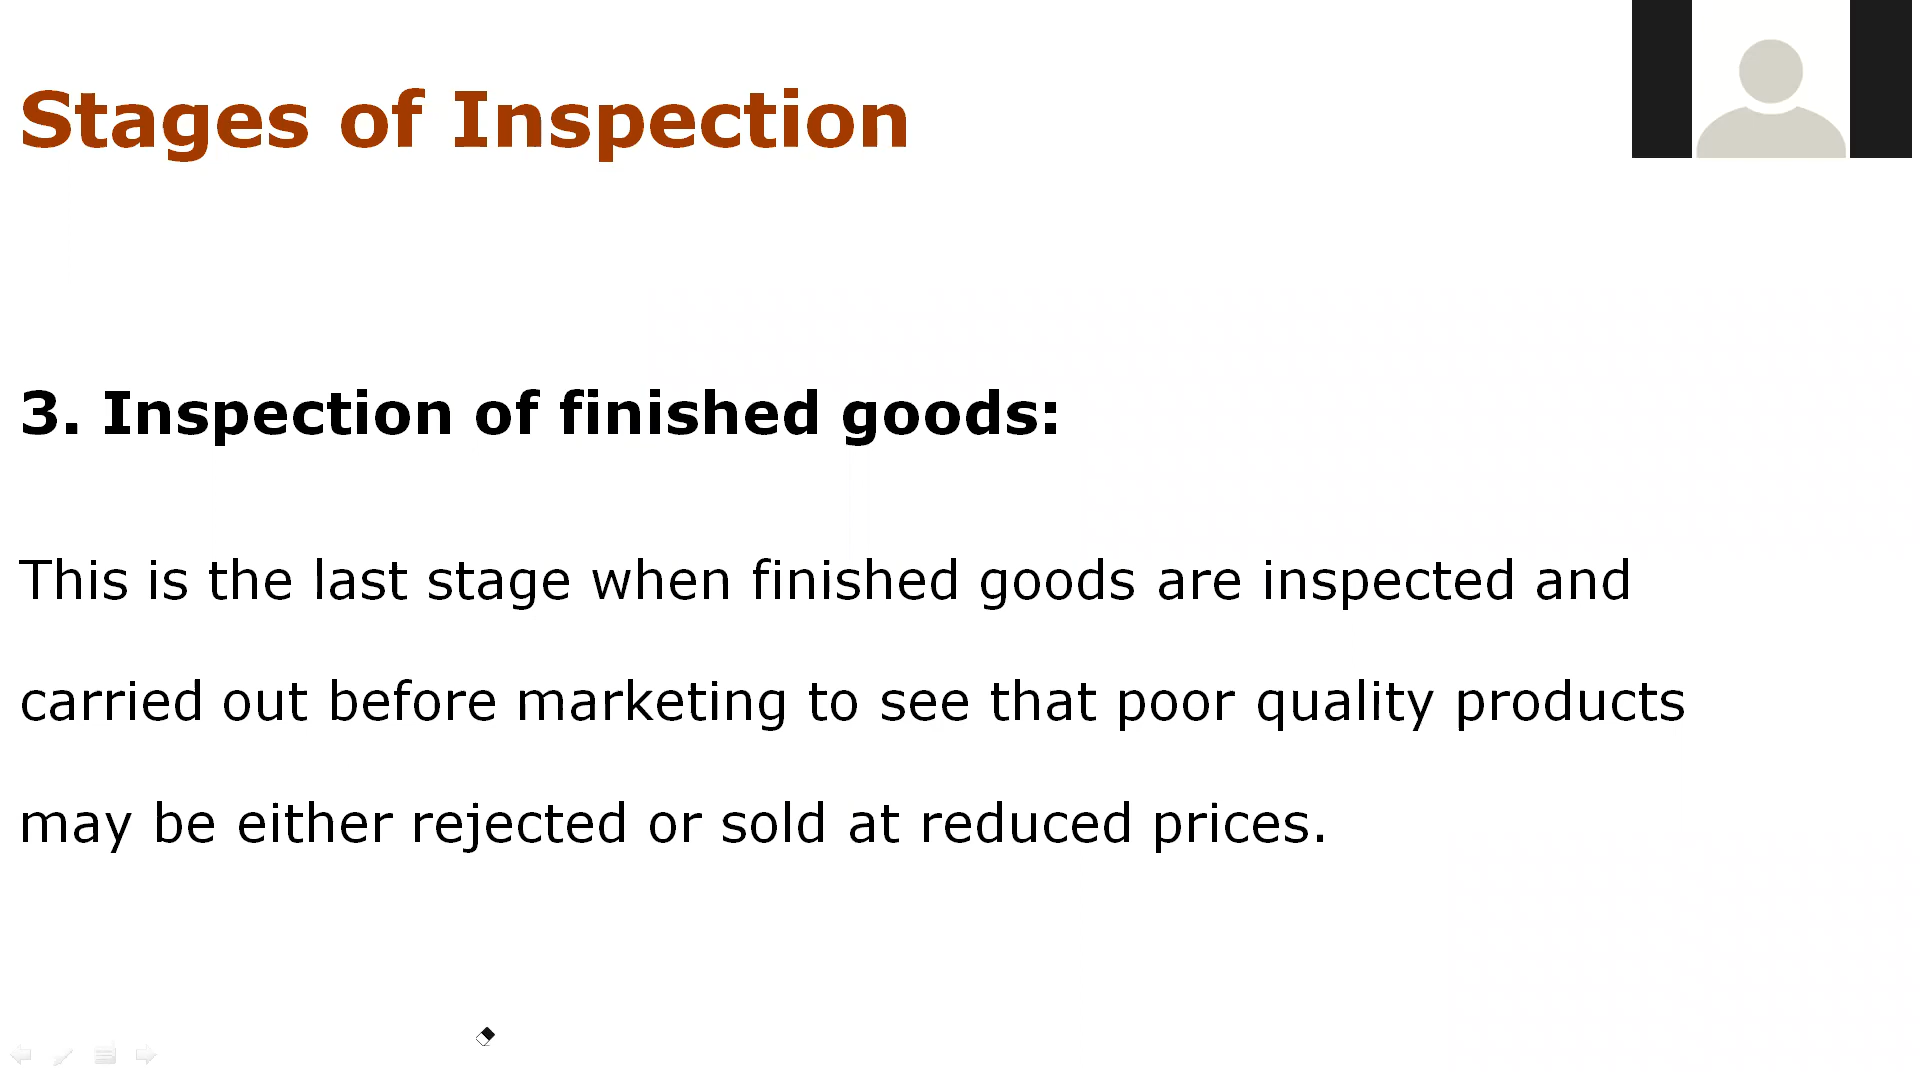 Stages of Inspection
3. Inspection of finished goods:
This is the last stage when finished goods are inspected and
carried out before marketing to see that poor quality products
may be either rejected or sold at reduced prices.